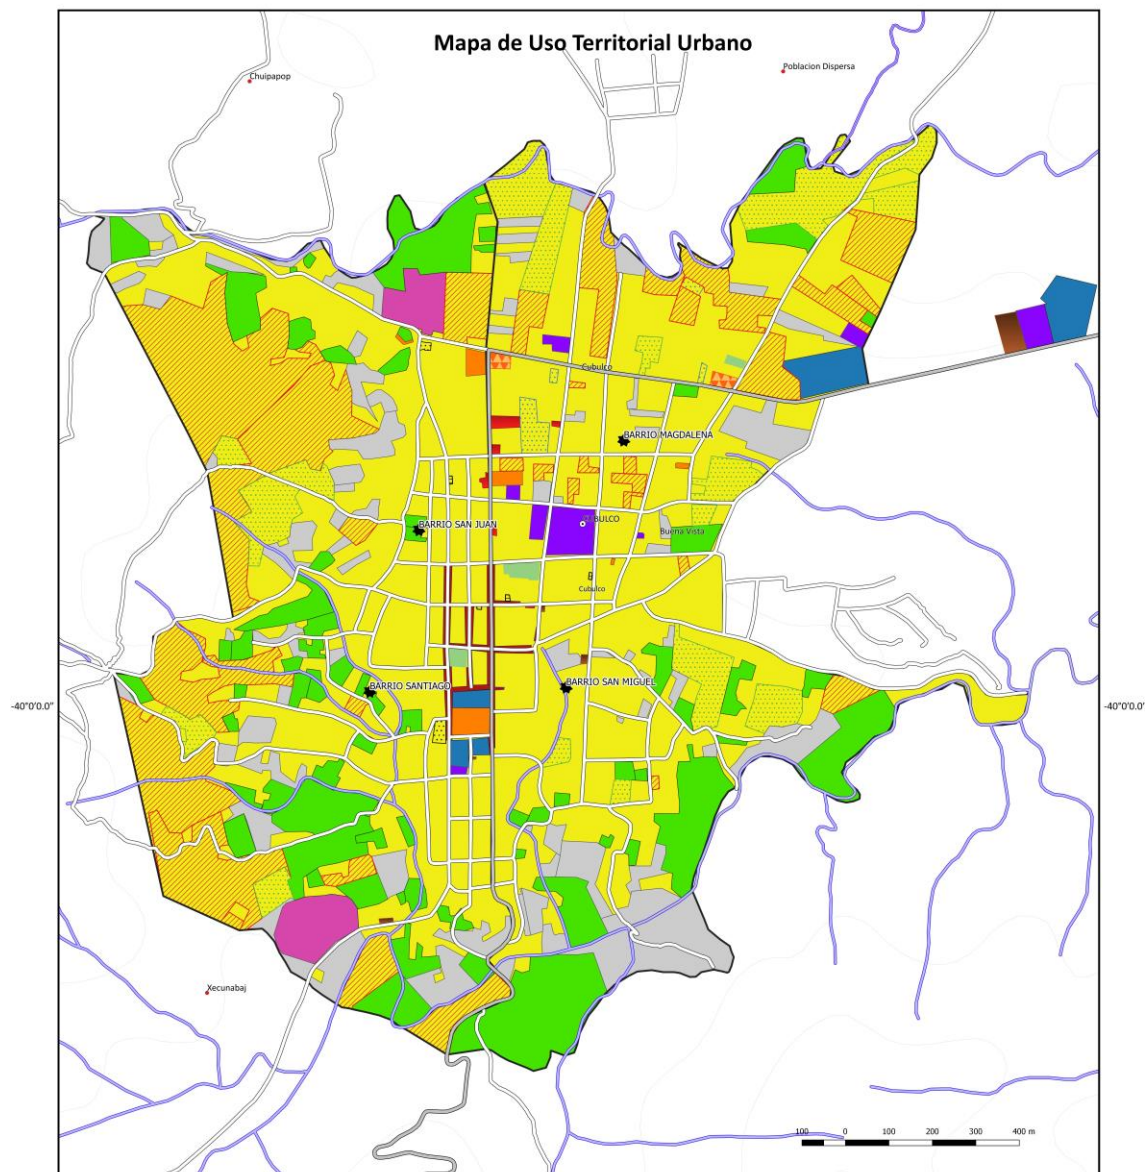 Mapa de Uso Territorial Urbano
Poblacion Dispersa
Chuipapop
Cubulco
BARRIO MAGDALENA
CUBULCO
BARRIO SAN JUAN
Buena Vista
Cubulco
BARRIO SANTIAGO
BARRIO SAN MIGUEL
-40°0'0.0"
-40°0'0.0"
Xecunabaj
100 0 100 200 300 400 m